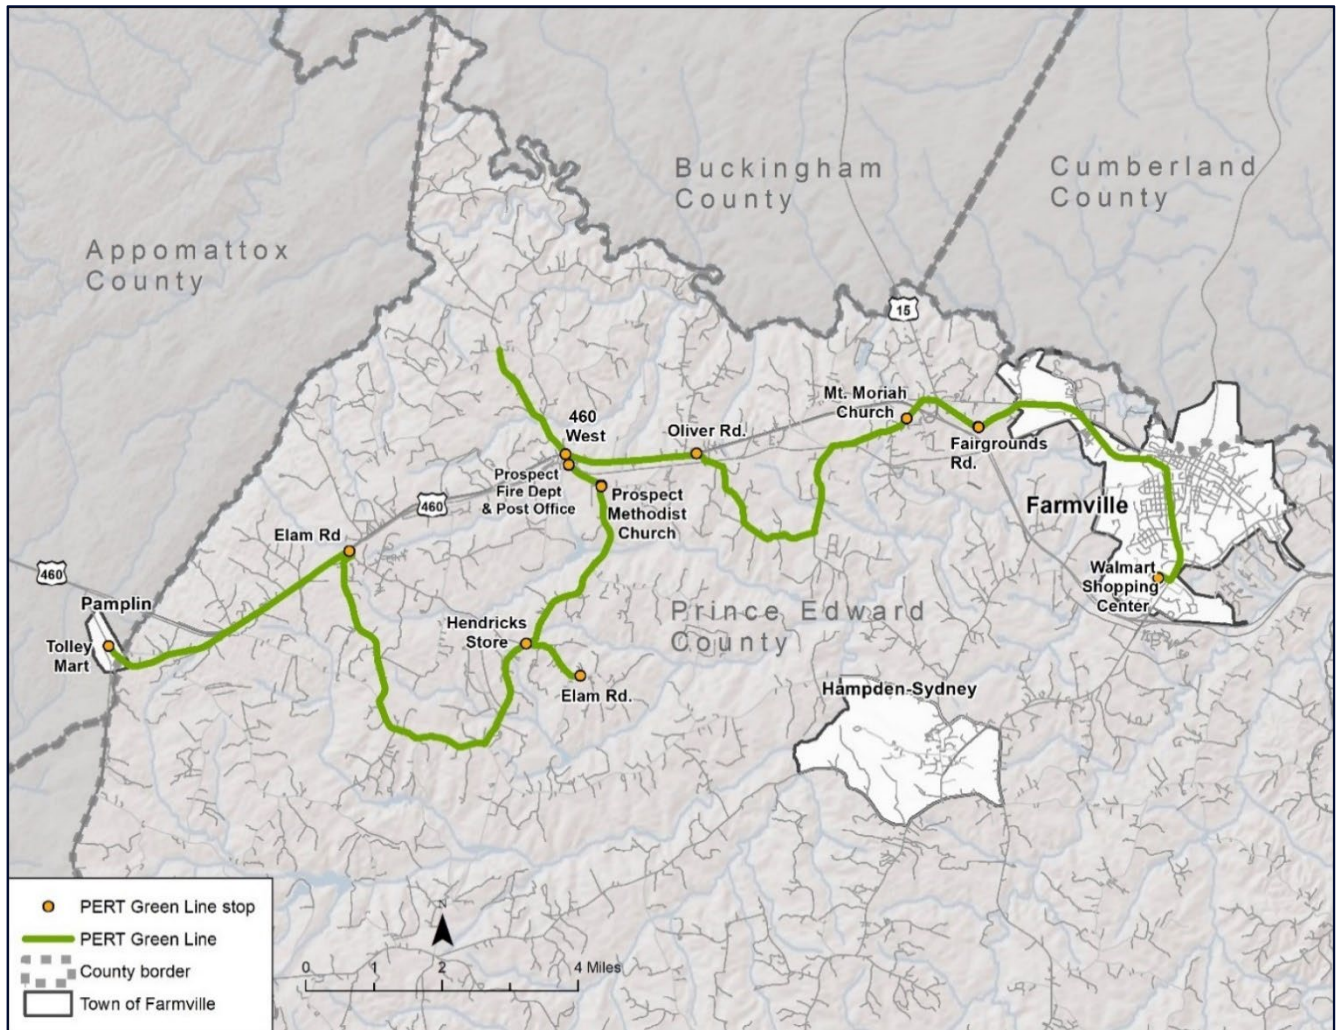 Buckingham
County
Cumberland
County
Appomattox
County
15
Mt. Moriah
Church
460
West
Oliver Rd.
Fairgrounds
Rd.
Prospect
Fire Dept
& Post Office
Prospect
Methodist
Church
460
Farmville
Elam Rd
460
Walmart
Shopping
Center
Pamplin
Tolley
Mart
Hendricks
Store
Prince Edward
County
Elam Rd.
Hampden-Sydney
PERT Green Line stop
PERT Green Line
County border
Town of Farmville
N
0 1 2 4 Miles